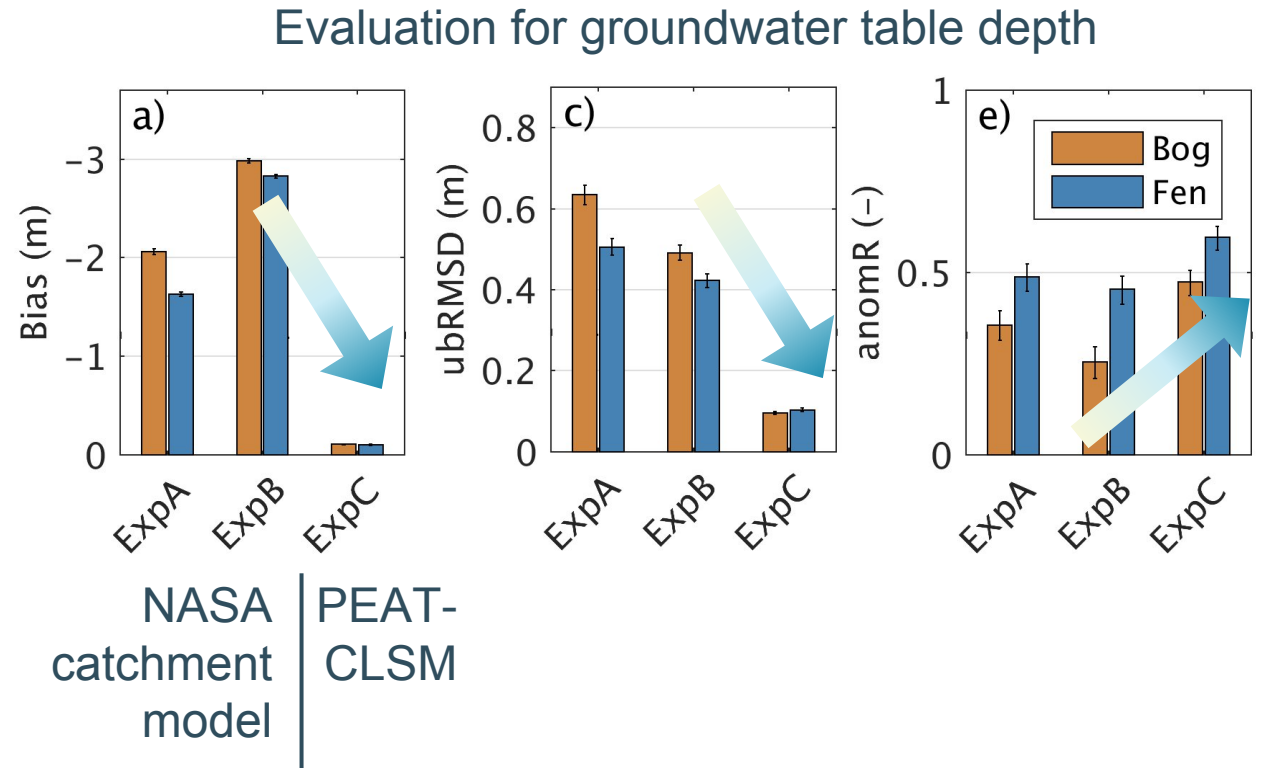 Evaluation for groundwater table depth
a)
Bias (m)
−3
−2
−1
0
ExpA
ExpB
ExpC
c)
ubRMSD (m)
0.8
0.6
0.4
0.2
0
ExpA
ExpB
ExpC
e)
anomR (−)
1
0.5
0
Bog
Fen
ExpA
ExpB
ExpC
NASA
catchment
model
PEAT-
CLSM